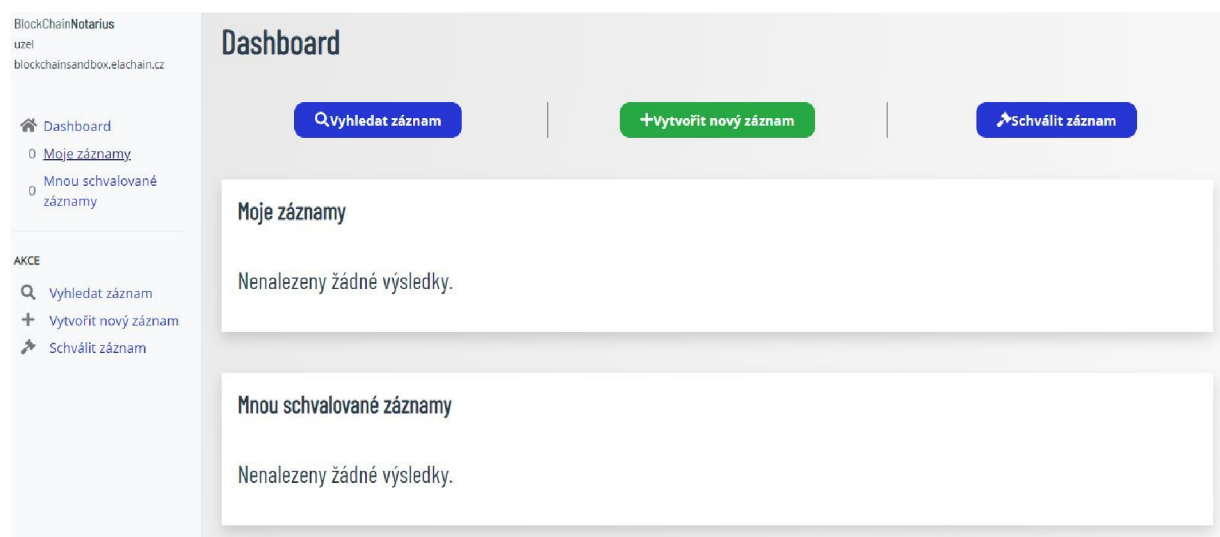 BlockChainNotarius
uzel
blockchainsandbox.elachain.cz
Dashboard
0 Moje záznamy
0 Mnou schvalované
záznamy
AKCE
Vyhledat záznam
Vytvořit nový záznam
Schválit záznam
Dashboard
Vyhledat záznam
Vytvořit nový záznam
Schválit záznam
Moje záznamy
Nenalezeny žádné výsledky.
Mnou schvalované záznamy
Nenalezeny žádné výsledky.